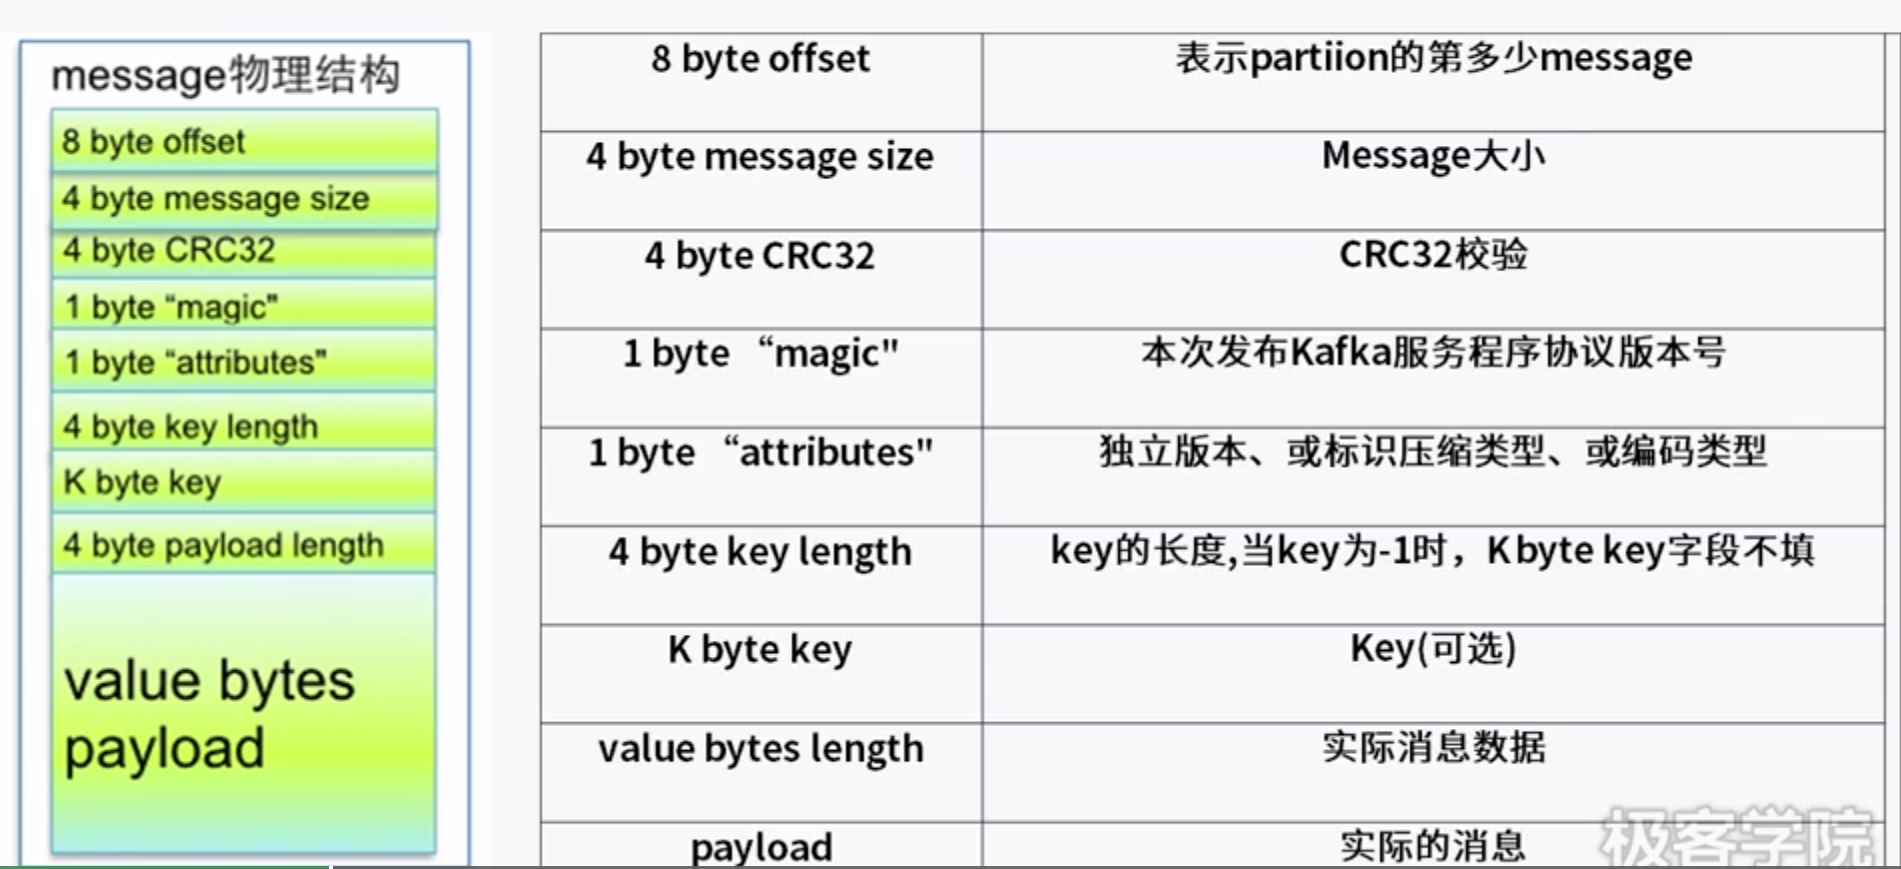 message物理结构
8 byte offset
4 byte message size
4 byte CRC32
1 byte “magic"
1 byte “attributes"
4 byte key length
K byte key
4 byte payload length
value bytes
payload
8 byte offset 表示partiion的第多少message
4 byte message size Message大小
4 byte CRC32 CRC32校验
1 byte “magic" 本次发布Kafka服务程序协议版本号
1 byte “attributes" 独立版本、或标识压缩类型、或编码类型
4 byte key length key的长度,当key为-1时，K byte key字段不填
K byte key Key(可选)
value bytes length 实际消息数据
payload 实际的消息
极客学院